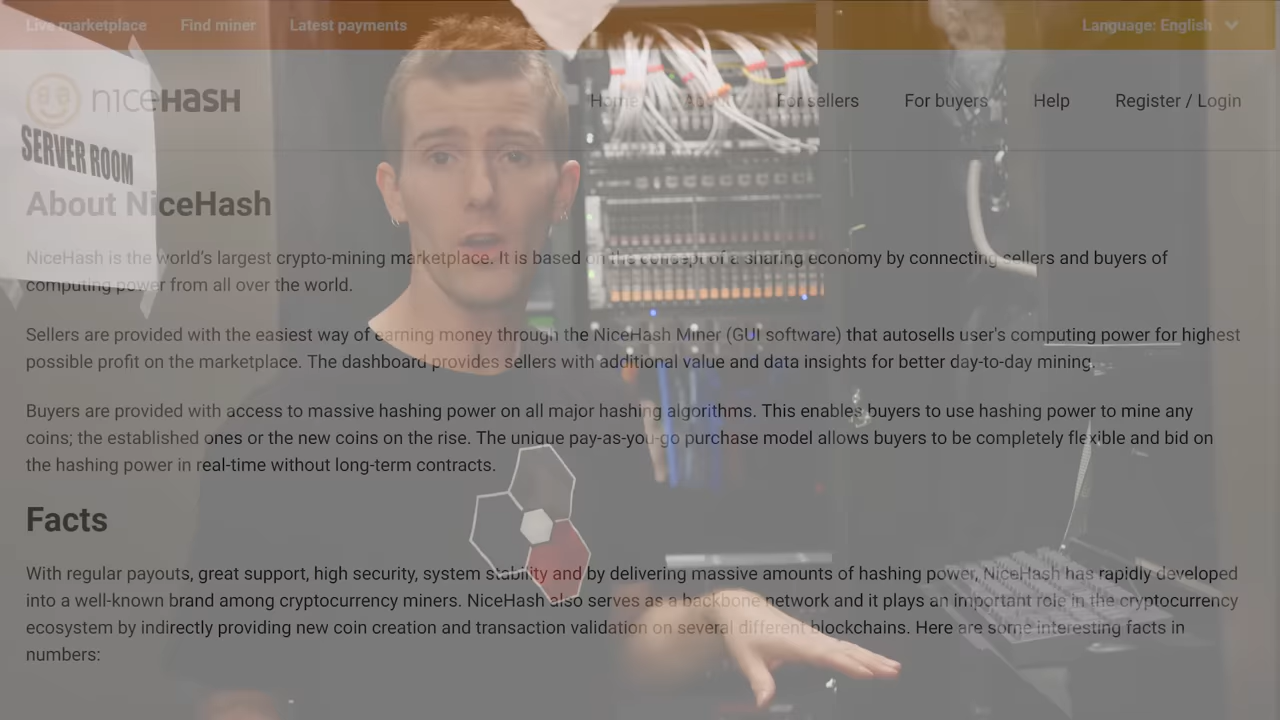 Live marketplace Find miner Latest payments Language: English
niceHASH Home About For sellers For buyers Help Register / Login
SERVER ROOM
About NiceHash
NiceHash is the world's largest crypto-mining marketplace. It is based on the concept of a sharing economy by connecting sellers and buyers of
computing power from all over the world.
Sellers are provided with the easiest way of earning money through the NiceHash Miner (GUI software) that autosells user's computing power for highest
possible profit on the marketplace. The dashboard provides sellers with additional value and data insights for better day-to-day mining.
Buyers are provided with access to massive hashing power on all major hashing algorithms. This enables buyers to use hashing power to mine any
coins; the established ones or the new coins on the rise. The unique pay-as-you-go purchase model allows buyers to be completely flexible and bid on
the hashing power in real-time without long-term contracts.
Facts
With regular payouts, great support, high security, system stability and by delivering massive amounts of hashing power, NiceHash has rapidly developed
into a well-known brand among cryptocurrency miners. NiceHash also serves as a backbone network and it plays an important role in the cryptocurrency
ecosystem by indirectly providing new coin creation and transaction validation on several different blockchains. Here are some interesting facts in
numbers: